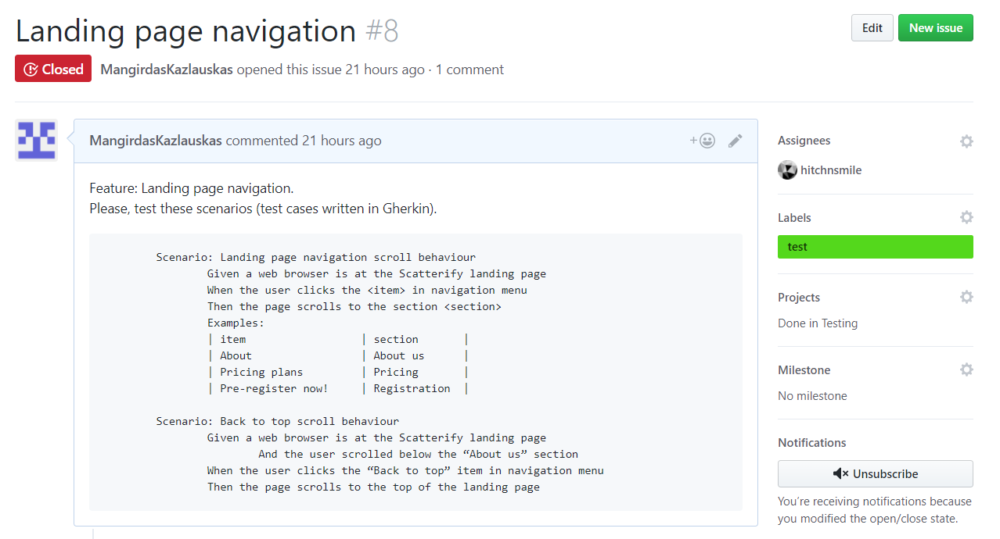 Landing page navigation #8
Edit
New issue
Closed
MangirdasKazlauskas opened this issue 21 hours ago · 1 comment
MangirdasKazlauskas commented 21 hours ago
+
Feature: Landing page navigation.
Please, test these scenarios (test cases written in Gherkin).
Scenario: Landing page navigation scroll behaviour
Given a web browser is at the Scatterify landing page
When the user clicks the <item> in navigation menu
Then the page scrolls to the section <section>
Examples:
| item | section |
| About | About us |
| Pricing plans | Pricing |
| Pre-register now! | Registration |
Scenario: Back to top scroll behaviour
Given a web browser is at the Scatterify landing page
And the user scrolled below the “About us” section
When the user clicks the “Back to top” item in navigation menu
Then the page scrolls to the top of the landing page
Assignees
hitchnsmile
Labels
test
Projects
Done in Testing
Milestone
No milestone
Notifications
Unsubscribe
You’re receiving notifications because
you modified the open/close state.